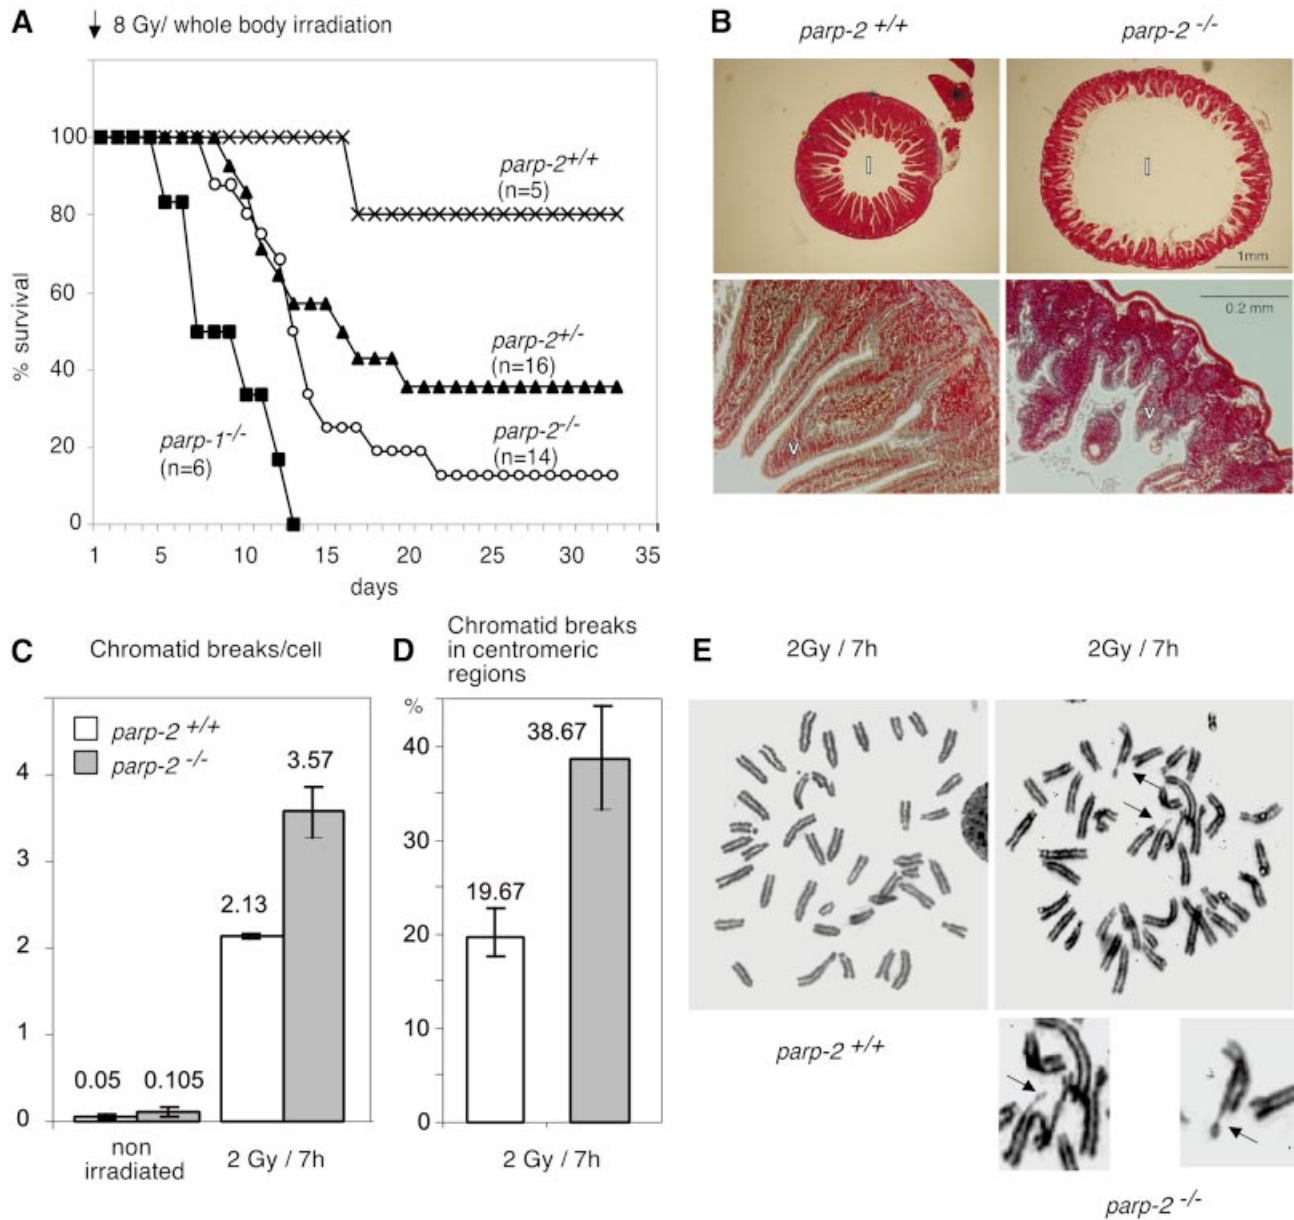 A
8 Gy/ whole body irradiation
% survival
100
80
60
40
20
0
1 5 10 15 20 25 30 35
days
parp-2+/+
(n=5)
parp-2+/-
(n=16)
parp-2-/-
(n=14)
parp-1-/-
(n=6)
B
parp-2 +/+
parp-2 -/-
l
l
1mm
v
0.2 mm
v
C
Chromatid breaks/cell
parp-2 +/+
parp-2 -/-
4
3
2
1
0
0.05
0.105
2.13
3.57
non
irradiated
2 Gy / 7h
D
Chromatid breaks
in centromeric
regions
%
40
30
20
10
0
19.67
38.67
2 Gy / 7h
E
2Gy / 7h
2Gy / 7h
parp-2 +/+
parp-2 -/-